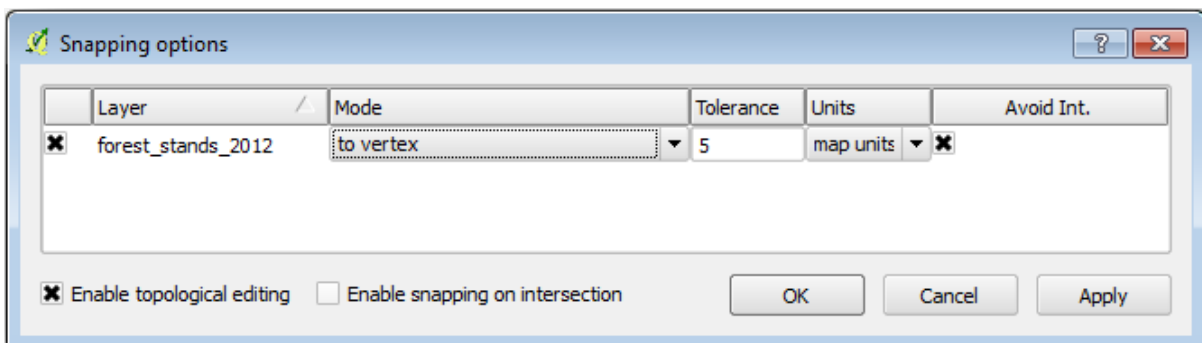 Snapping options
Layer Mode Tolerance Units Avoid Int.
forest_stands_2012 to vertex 5 map units
Enable topological editing Enable snapping on intersection OK Cancel Apply